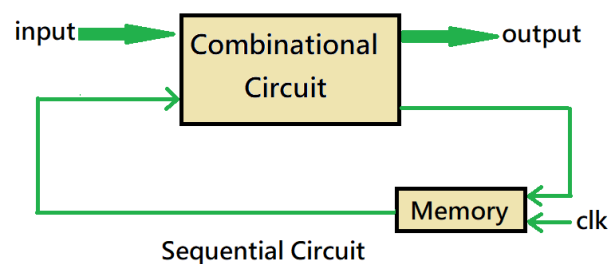 input
Combinational
Circuit
output
Memory
clk
Sequential Circuit